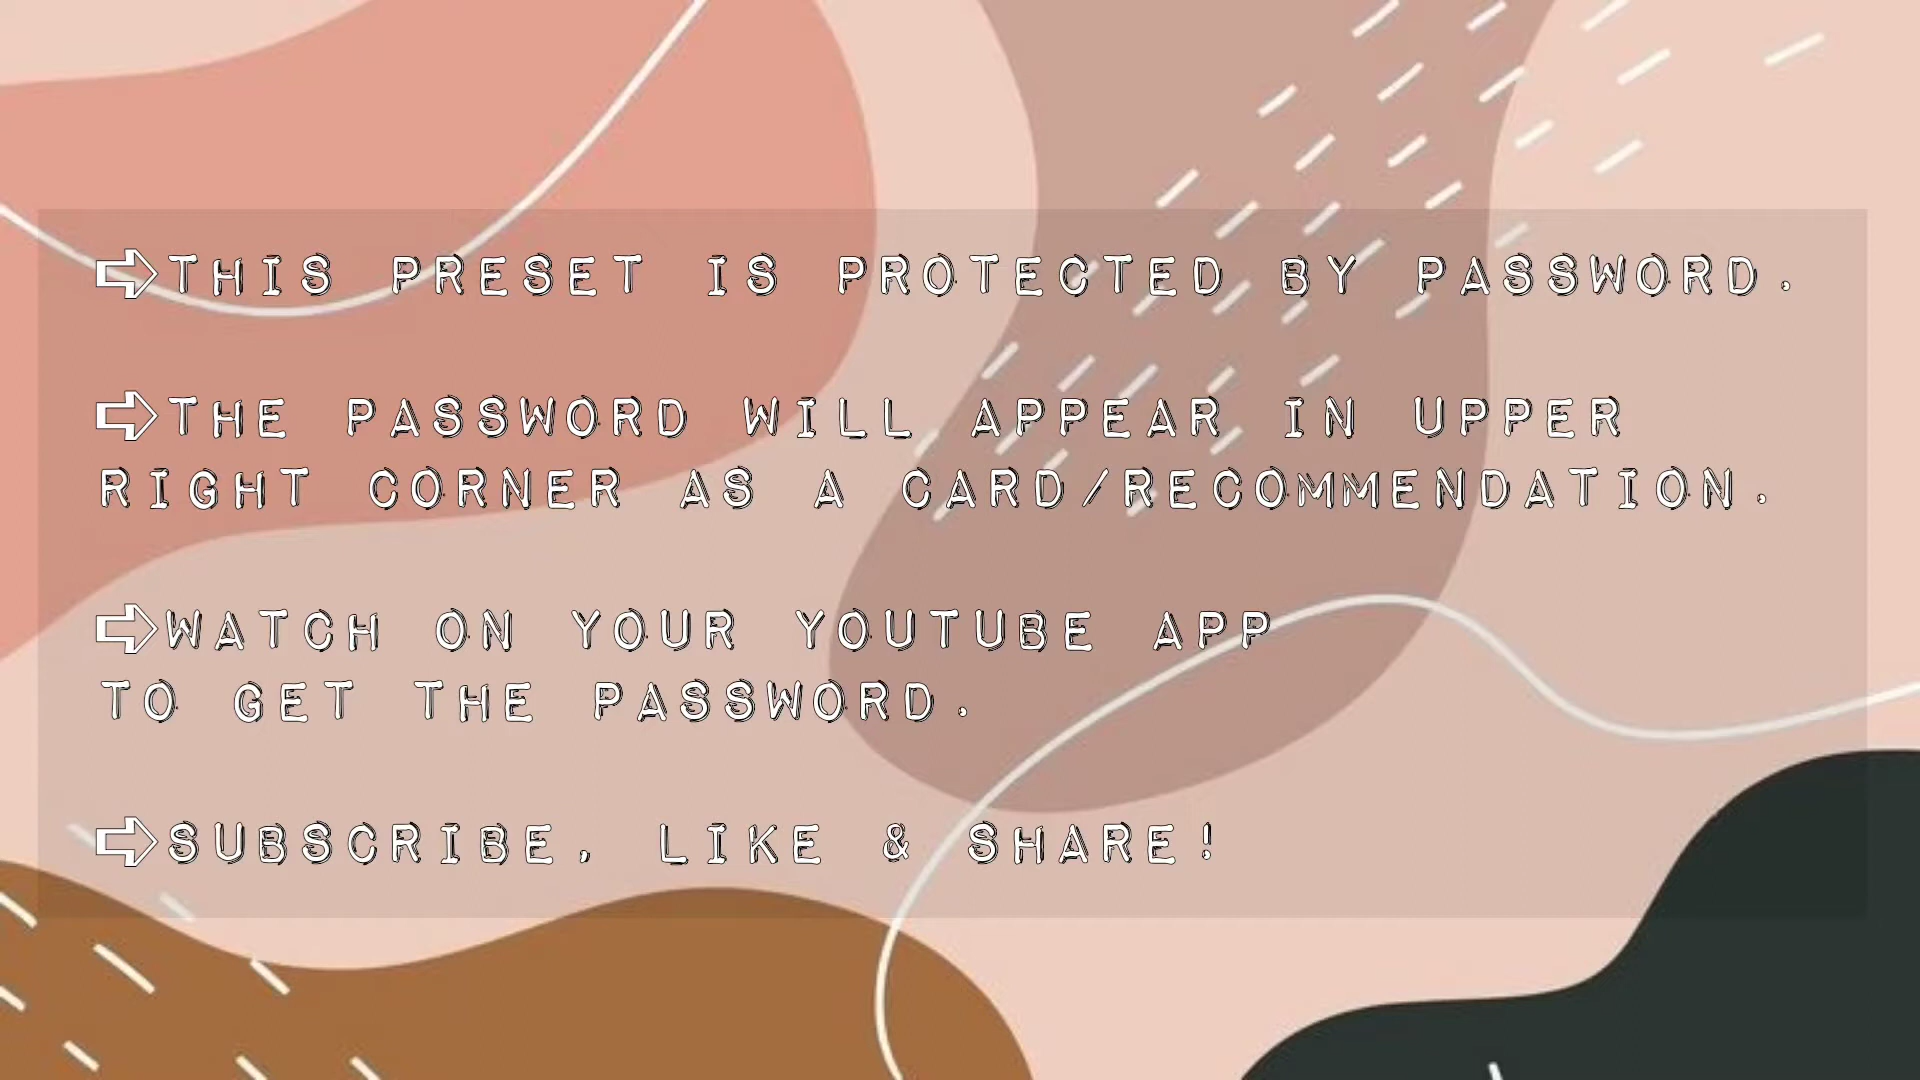 ➩THIS PRESET IS PROTECTED BY PASSWORD.
➩THE PASSWORD WILL APPEAR IN UPPER
RIGHT CORNER AS A CARD/RECOMMENDATION.
➩WATCH ON YOUR YOUTUBE APP
TO GET THE PASSWORD.
➩SUBSCRIBE, LIKE & SHARE!